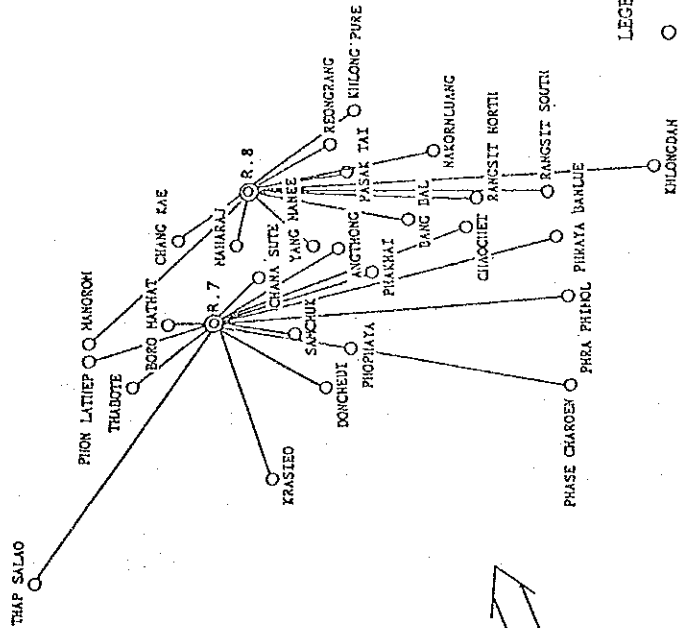 THAP SALAO
PHON LATHEP
MANOROM
THABOTE
BORO MATHAT
CHANG KAE
MAHARAJ
R.8
R.7
REONGRANG
KHLONG PURE
CHANA SUTE
YANG MANEE
PASAK TAI
KRASIEO
SAMCHUK
ANGTHONG
DONCHEDI
PHOPHAYA
PHAKHAI
BANG BAL
NAKORNLUANG
CHAOCHET
RANGSIT NORTH
RANGSIT SOUTH
PHRAYA BANLUE
PHASE CHAROEN
PHRA PHIMOL
KHLONGDAN
LEGE